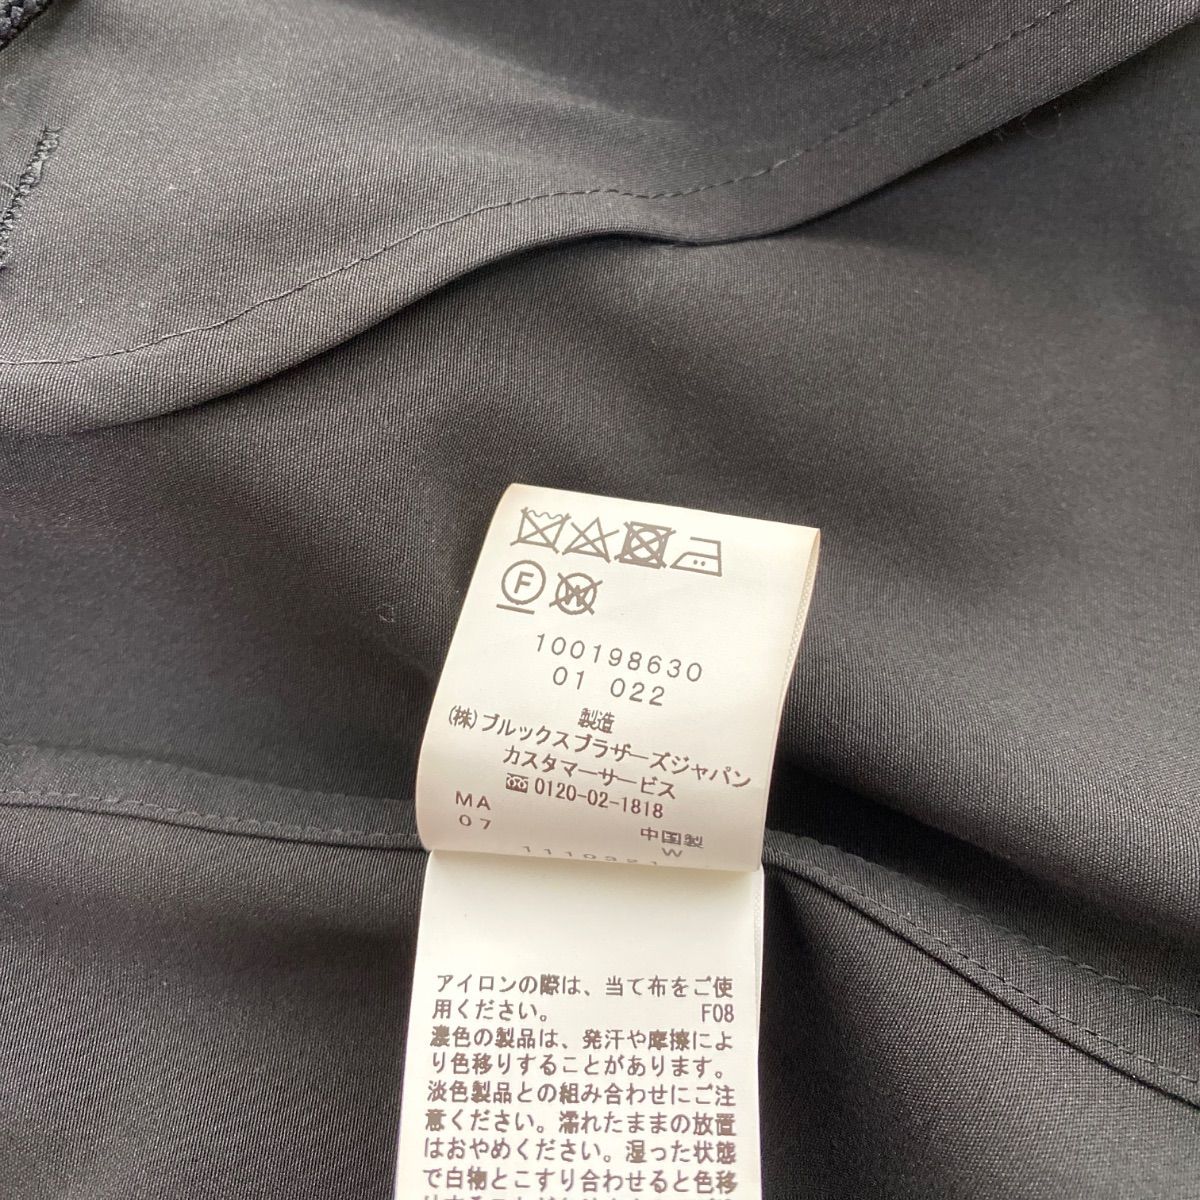 F W
100198630
01 022
製造
(株)ブルックスブラザーズジャパン
カスタマーサービス
0120-02-1818
MA
07
中国製
W
アイロンの際は、当て布をご使
用ください。 F08
濃色の製品は、発汗や摩擦によ
り色移りすることがあります。
淡色製品との組み合わせにご注
意ください。濡れたままの放置
はおやめください。湿った状態
で白物とこすり合わせると色移